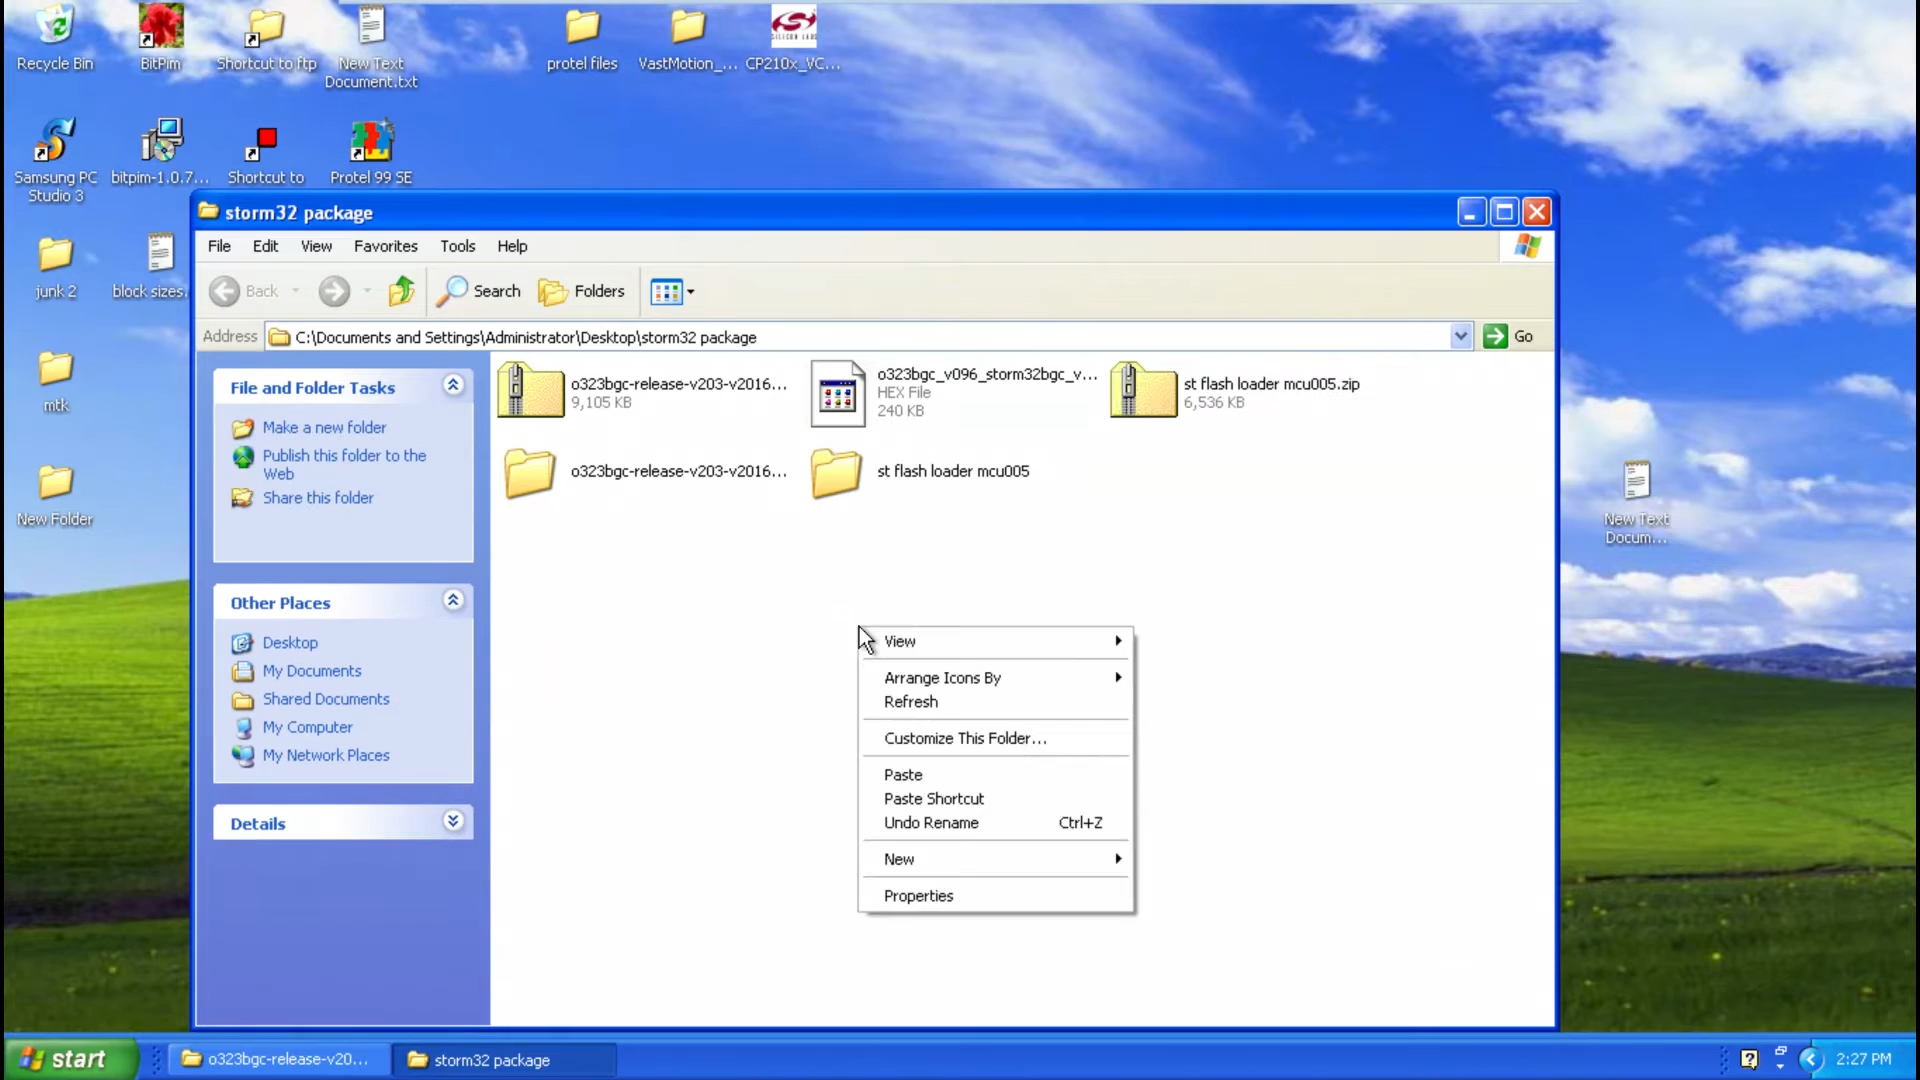 Recycle Bin
BitPim
Shortcut to ftp
New Text
Document.txt
protel files
VastMotion_...
CP210x_VC...
SILICON LABS
Samsung PC
Studio 3
bitpim-1.0.7...
Shortcut to
Protel 99 SE
junk 2
block sizes.
mtk
New Folder
New Text
Docum...
storm32 package
File
Edit
View
Favorites
Tools
Help
Back
Search
Folders
Address
C:\Documents and Settings\Administrator\Desktop\storm32 package
Go
File and Folder Tasks
Make a new folder
Publish this folder to the
Web
Share this folder
Other Places
Desktop
My Documents
Shared Documents
My Computer
My Network Places
Details
o323bgc-release-v203-v2016...
9,105 KB
o323bgc_v096_storm32bgc_v...
HEX File
240 KB
st flash loader mcu005.zip
6,536 KB
o323bgc-release-v203-v2016...
st flash loader mcu005
View
Arrange Icons By
Refresh
Customize This Folder...
Paste
Paste Shortcut
Undo Rename Ctrl+Z
New
Properties
start
o323bgc-release-v20...
storm32 package
2:27 PM